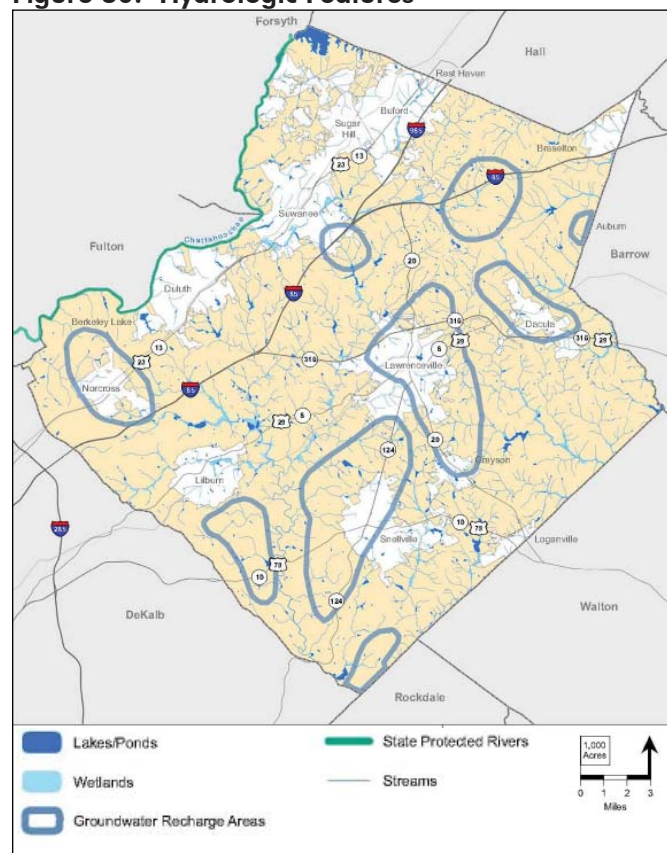 Figure 36: Hydrologic Features
Forsyth
Hall
Rest Haven
Buford
Sugar
Hill
985
13
23
Braselton
85
Suwanee
Chattahoochee
Auburn
Fulton
20
Barrow
Duluth
85
Dacula
316
Berkeley Lake
13
316
8
29
316
29
23
Lawrenceville
Norcross
85
29
8
20
124
Grayson
Lilburn
10
78
285
Snellville
Loganville
78
10
124
DeKalb
Walton
Rockdale
Lakes/Ponds
State Protected Rivers
1,000
Acres
Wetlands
Streams
0 1 2 3
Miles
Groundwater Recharge Areas